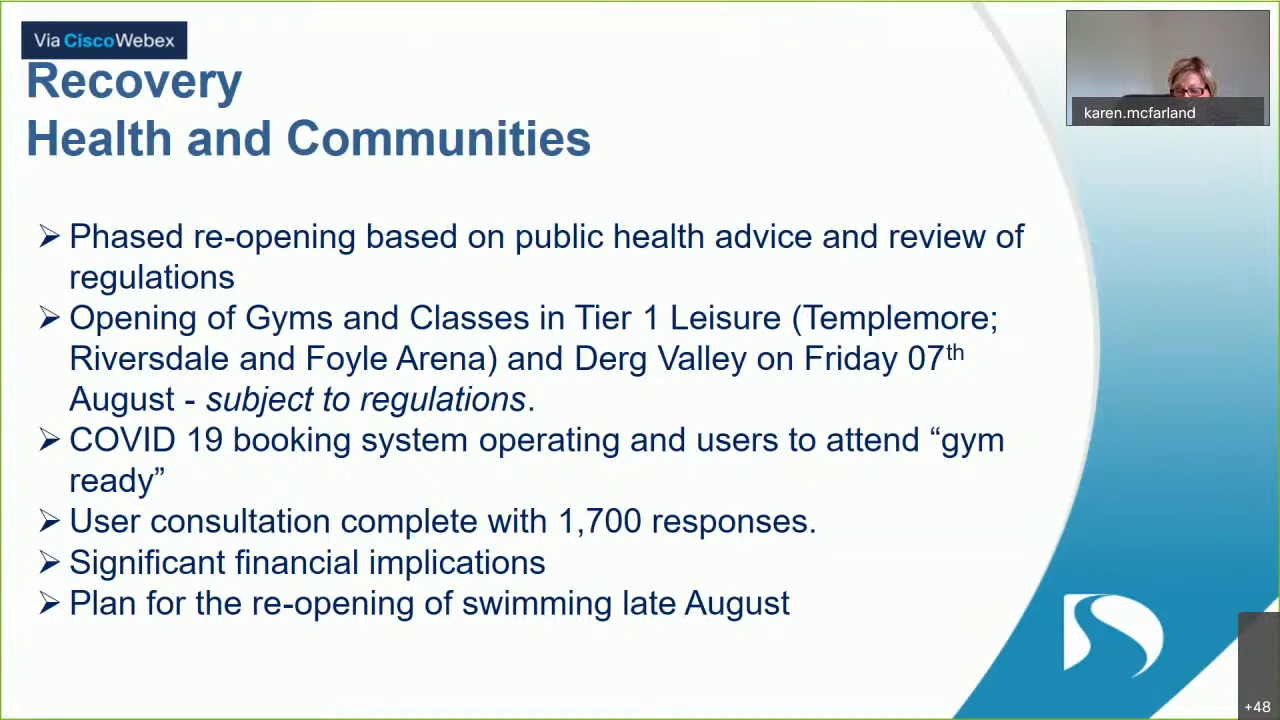 Via CiscoWebex
karen.mcfarland
Recovery
Health and Communities
➢ Phased re-opening based on public health advice and review of
regulations
➢ Opening of Gyms and Classes in Tier 1 Leisure (Templemore;
Riversdale and Foyle Arena) and Derg Valley on Friday 07th
August - subject to regulations.
➢ COVID 19 booking system operating and users to attend “gym
ready”
➢ User consultation complete with 1,700 responses.
➢ Significant financial implications
➢ Plan for the re-opening of swimming late August
+48